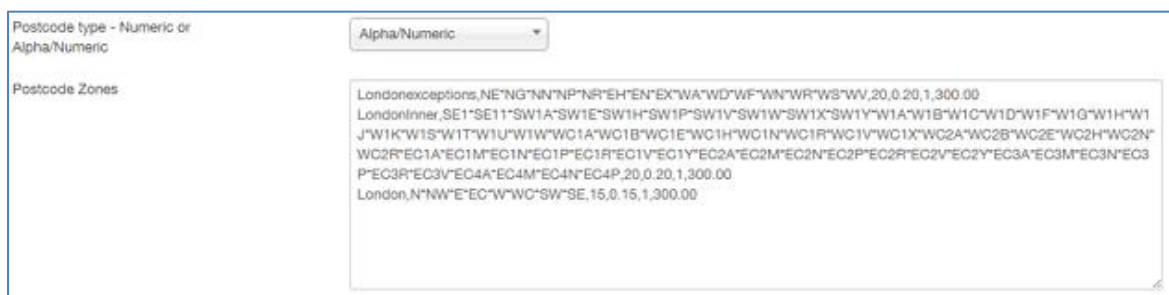 Postcode type - Numeric or
Alpha/Numeric
Alpha/Numeric
Postcode Zones
Londonexceptions,NE*NG*NN*NP*NR*EH*EN*EX*WA*WD*WF*WN*WR*WS*WV,20,0.20,1,300.00
LondonInner,SE1*SE11*SW1A*SW1E*SW1H*SW1P*SW1V*SW1W*SW1X*SW1Y*W1A*W1B*W1C*W1D*W1F*W1G*W1H*W1
J*W1K*W1S*W1T*W1U*W1W*WC1A*WC1B*WC1E*WC1H*WC1N*WC1R*WC1V*WC1X*WC2A*WC2B*WC2E*WC2H*WC2N*
WC2R*EC1A*EC1M*EC1N*EC1P*EC1R*EC1V*EC1Y*EC2A*EC2M*EC2N*EC2P*EC2R*EC2V*EC2Y*EC3A*EC3M*EC3N*EC3
P*EC3R*EC3V*EC4A*EC4M*EC4N*EC4P,20,0.20,1,300.00
London,N*NW*E*EC*W*WC*SW*SE,15,0.15,1,300.00